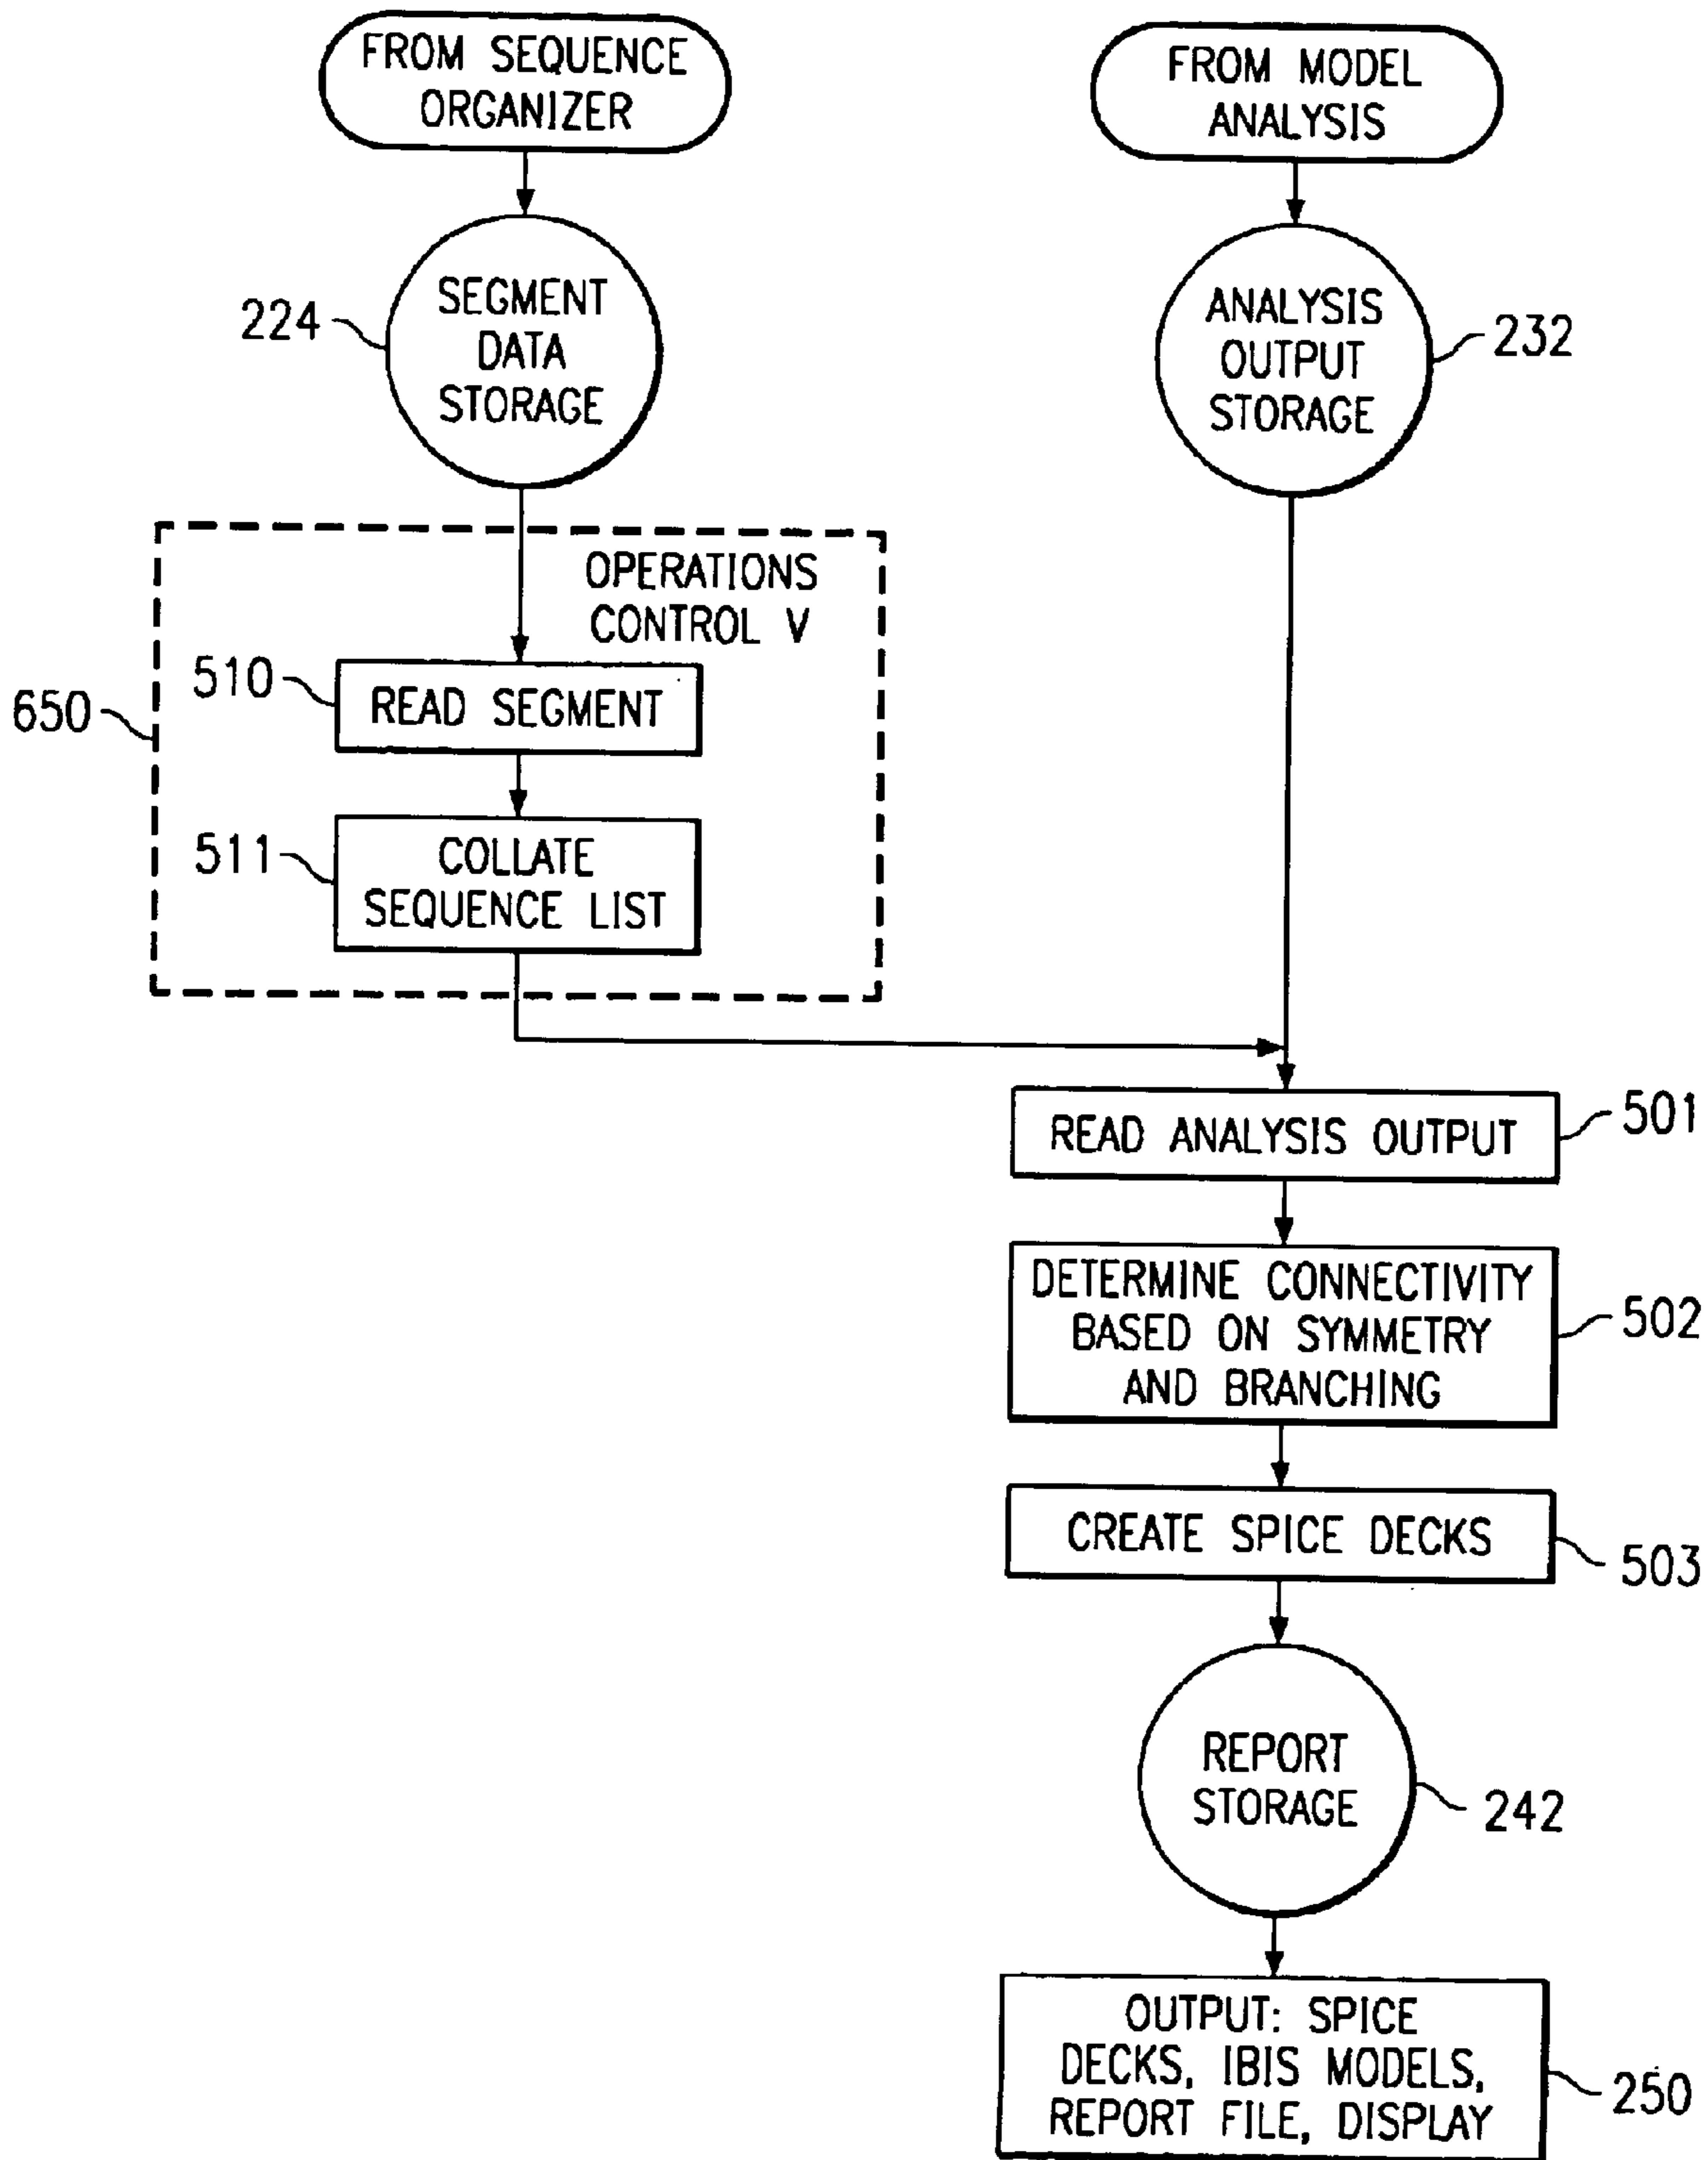 FROM SEQUENCE
ORGANIZER
FROM MODEL
ANALYSIS
224
SEGMENT
DATA
STORAGE
ANALYSIS
OUTPUT
STORAGE
232
OPERATIONS
CONTROL V
650
510
READ SEGMENT
511
COLLATE
SEQUENCE LIST
READ ANALYSIS OUTPUT
501
DETERMINE CONNECTIVITY
BASED ON SYMMETRY
AND BRANCHING
502
CREATE SPICE DECKS
503
REPORT
STORAGE
242
OUTPUT: SPICE
DECKS, IBIS MODELS,
REPORT FILE, DISPLAY
250